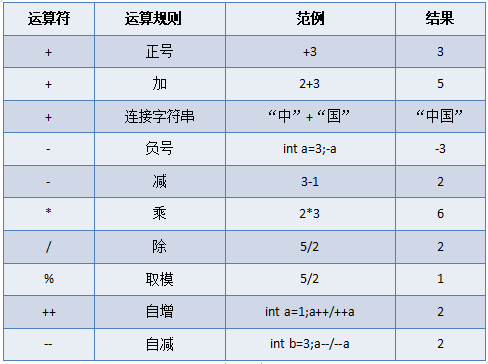 运算符 运算规则 范例 结果
+ 正号 +3 3
+ 加 2+3 5
+ 连接字符串 “中”+“国” “中国”
- 负号 int a=3;-a -3
- 减 3-1 2
* 乘 2*3 6
/ 除 5/2 2
% 取模 5/2 1
++ 自增 int a=1;a++/++a 2
-- 自减 int b=3;a--/--a 2